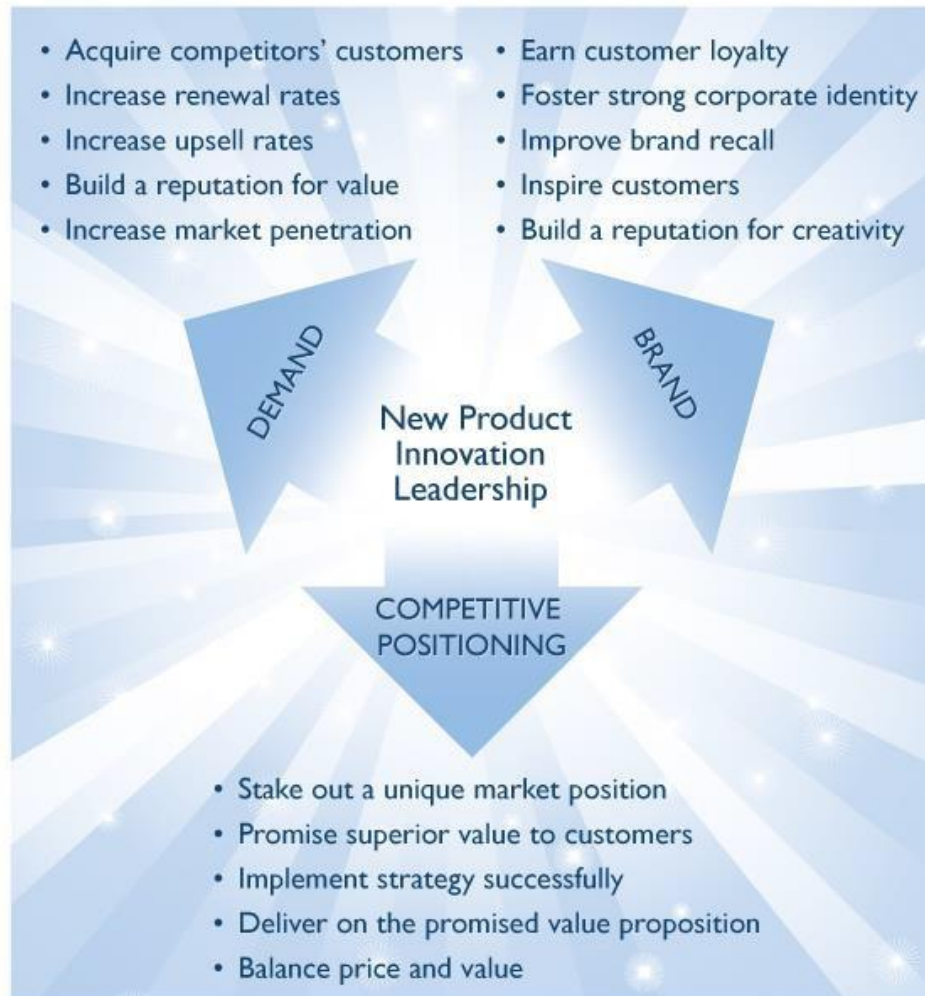 • Acquire competitors' customers
• Increase renewal rates
• Increase upsell rates
• Build a reputation for value
• Increase market penetration
• Earn customer loyalty
• Foster strong corporate identity
• Improve brand recall
• Inspire customers
• Build a reputation for creativity
DEMAND
BRAND
New Product
Innovation
Leadership
COMPETITIVE
POSITIONING
• Stake out a unique market position
• Promise superior value to customers
• Implement strategy successfully
• Deliver on the promised value proposition
• Balance price and value